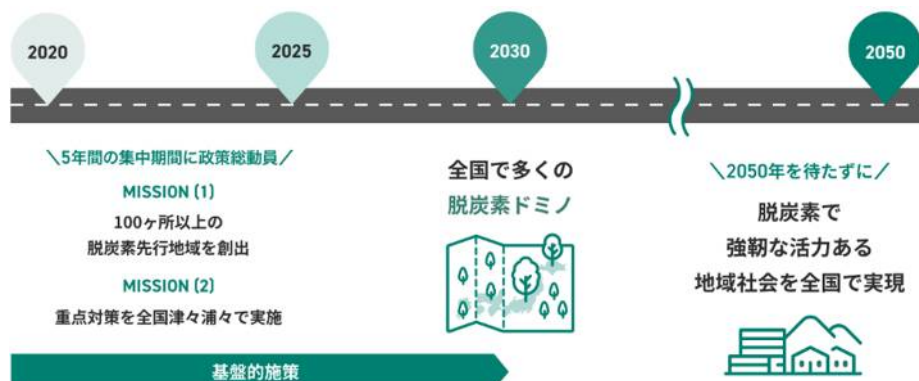 2020
2025
2030
2050
＼5年間の集中期間に政策総動員／
MISSION (1)
100ヶ所以上の
脱炭素先行地域を創出
MISSION (2)
重点対策を全国津々浦々で実施
基盤的施策
全国で多くの
脱炭素ドミノ
＼2050年を待たずに／
脱炭素で
強靭な活力ある
地域社会を全国で実現